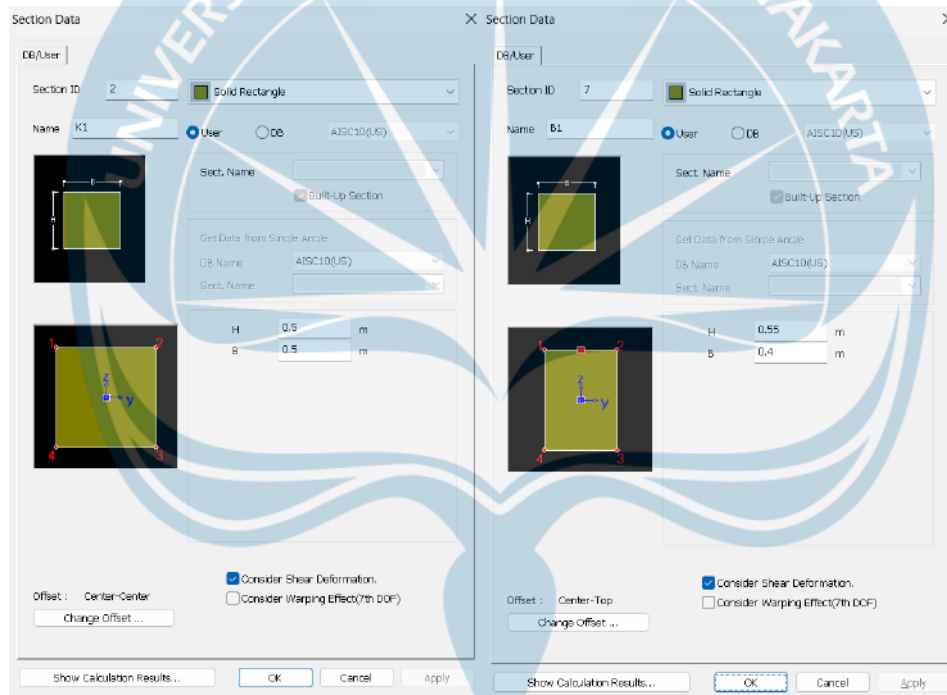 Section Data
DB/User
Section ID 2 Solid Rectangle
Name K1 User DB AISC10(US)
B
H
Sect. Name
Built-Up Section
Get Data from Single Angle
DB Name AISC10(US)
Sect. Name
1 2
z
y
4 3
H 0.5 m
B 0.5 m
Consider Shear Deformation.
Consider Warping Effect(7th DOF)
Offset : Center-Center
Change Offset ...
Show Calculation Results... OK Cancel Apply
Section Data
DB/User
Section ID 7 Solid Rectangle
Name B1 User DB AISC10(US)
B
H
Sect. Name
Built-Up Section
Get Data from Single Angle
DB Name AISC10(US)
Sect. Name
1 2
z
y
4 3
H 0.55 m
B 0.4 m
Consider Shear Deformation.
Consider Warping Effect(7th DOF)
Offset : Center-Top
Change Offset ...
Show Calculation Results... OK Cancel Apply